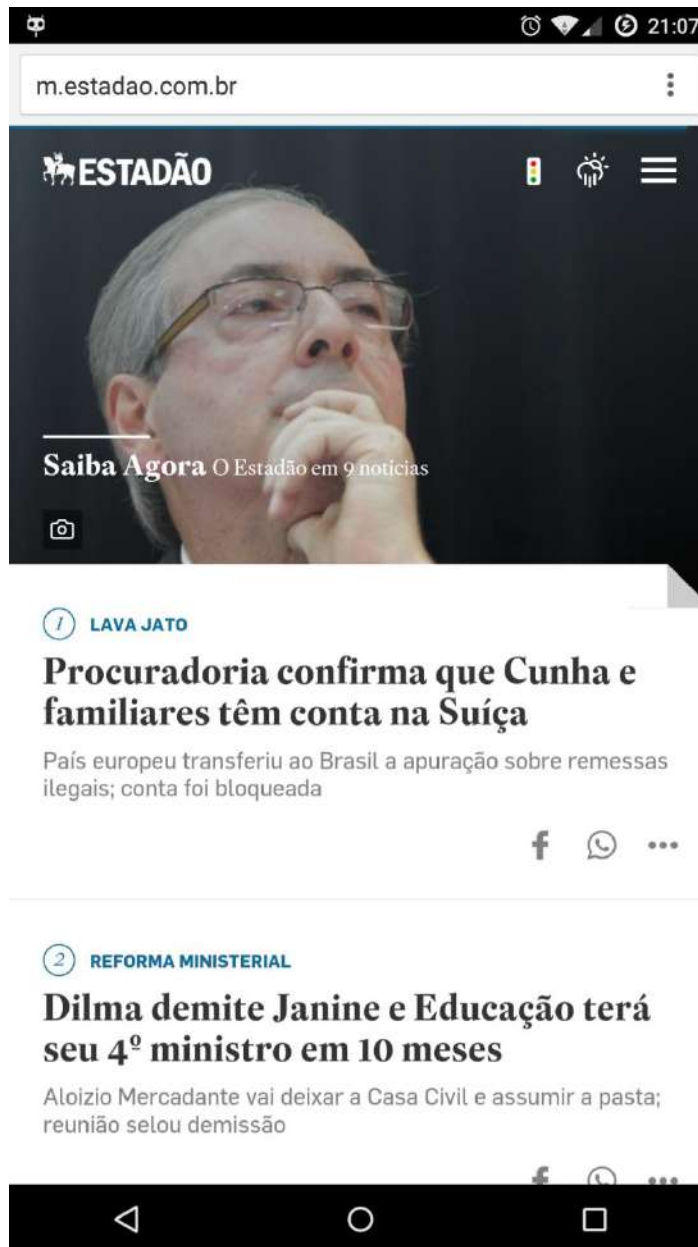 21:07
m.estadao.com.br
ESTADÃO
Saiba Agora O Estadão em 9 notícias
1 LAVA JATO
Procuradoria confirma que Cunha e
familiares têm conta na Suíça
País europeu transferiu ao Brasil a apuração sobre remessas
ilegais; conta foi bloqueada
2 REFORMA MINISTERIAL
Dilma demite Janine e Educação terá
seu 4º ministro em 10 meses
Aloizio Mercadante vai deixar a Casa Civil e assumir a pasta;
reunião selou demissão